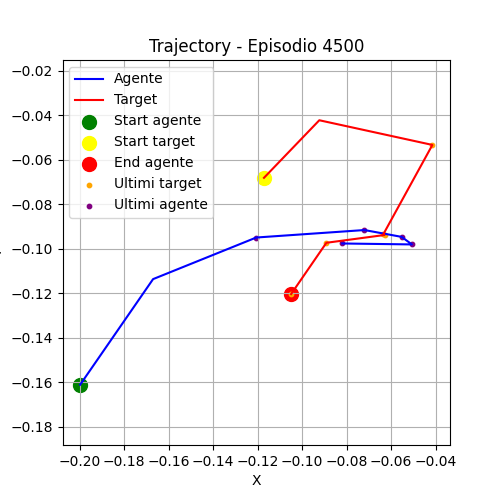 Trajectory - Episodio 4500
Agente
Target
Start agente
Start target
End agente
Ultimi target
Ultimi agente
−0.02
−0.04
−0.06
−0.08
−0.10
−0.12
−0.14
−0.16
−0.18
−0.20 −0.18 −0.16 −0.14 −0.12 −0.10 −0.08 −0.06 −0.04
X